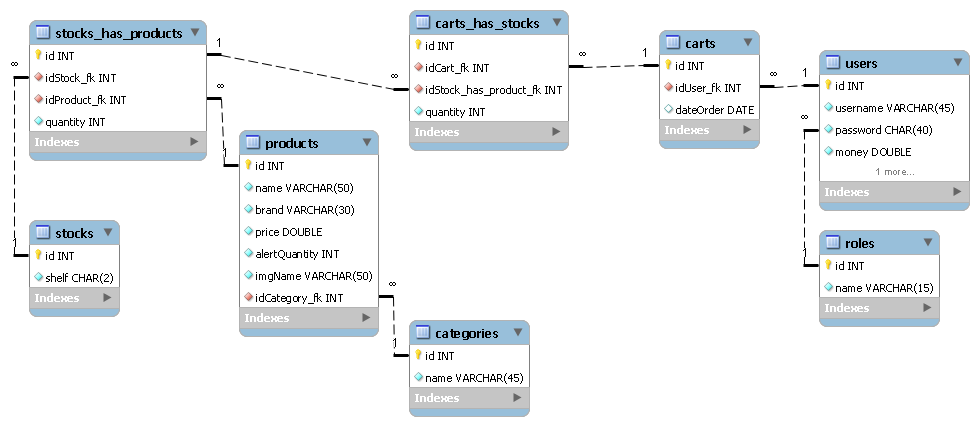 stocks_has_products
id INT
idStock_fk INT
idProduct_fk INT
quantity INT
Indexes
carts_has_stocks
id INT
idCart_fk INT
idStock_has_product_fk INT
quantity INT
Indexes
carts
id INT
idUser_fk INT
dateOrder DATE
Indexes
users
id INT
username VARCHAR(45)
password CHAR(40)
money DOUBLE
1 more...
Indexes
products
id INT
name VARCHAR(50)
brand VARCHAR(30)
price DOUBLE
alertQuantity INT
imgName VARCHAR(50)
idCategory_fk INT
Indexes
stocks
id INT
shelf CHAR(2)
Indexes
roles
id INT
name VARCHAR(15)
Indexes
categories
id INT
name VARCHAR(45)
Indexes
1
∞
∞
1
∞
1
∞
1
∞
1
∞
1
∞
1